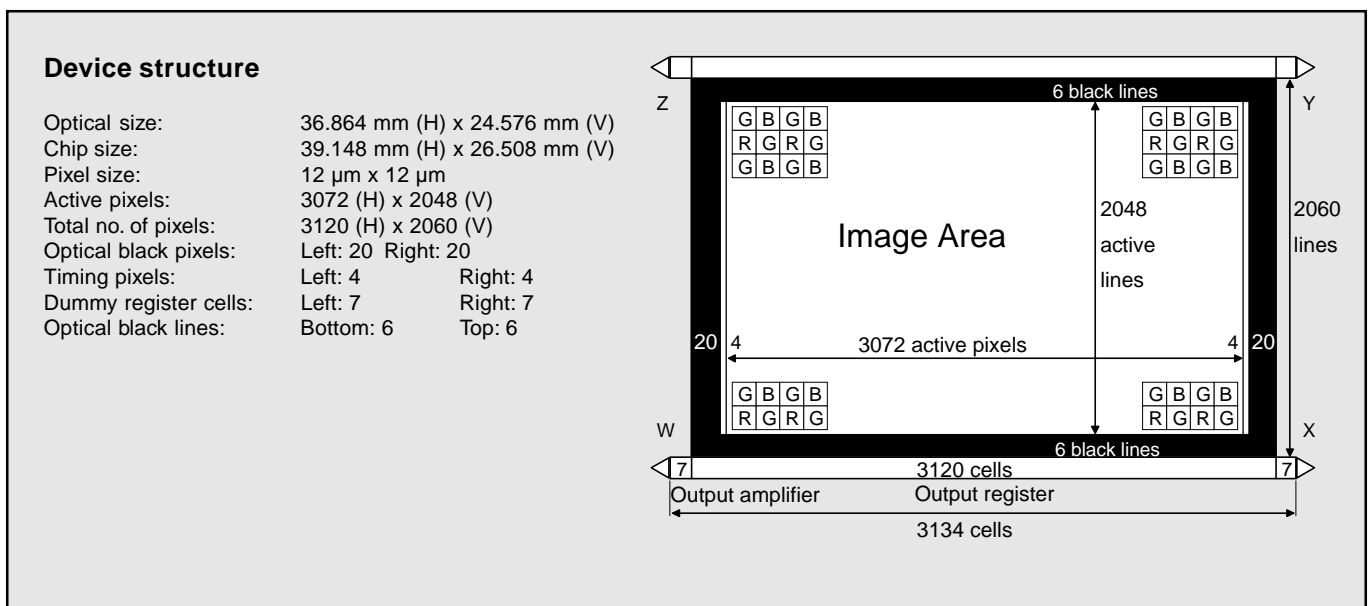 Device structure
Optical size: 36.864 mm (H) x 24.576 mm (V)
Chip size: 39.148 mm (H) x 26.508 mm (V)
Pixel size: 12 µm x 12 µm
Active pixels: 3072 (H) x 2048 (V)
Total no. of pixels: 3120 (H) x 2060 (V)
Optical black pixels: Left: 20 Right: 20
Timing pixels: Left: 4 Right: 4
Dummy register cells: Left: 7 Right: 7
Optical black lines: Bottom: 6 Top: 6
6 black lines
Z Y
G B G B G B G B
R G R G R G R G
G B G B G B G B
Image Area
2048
active
lines
2060
lines
20 4 3072 active pixels 4 20
G B G B G B G B
R G R G R G R G
W X
6 black lines
7 3120 cells 7
Output amplifier Output register
3134 cells